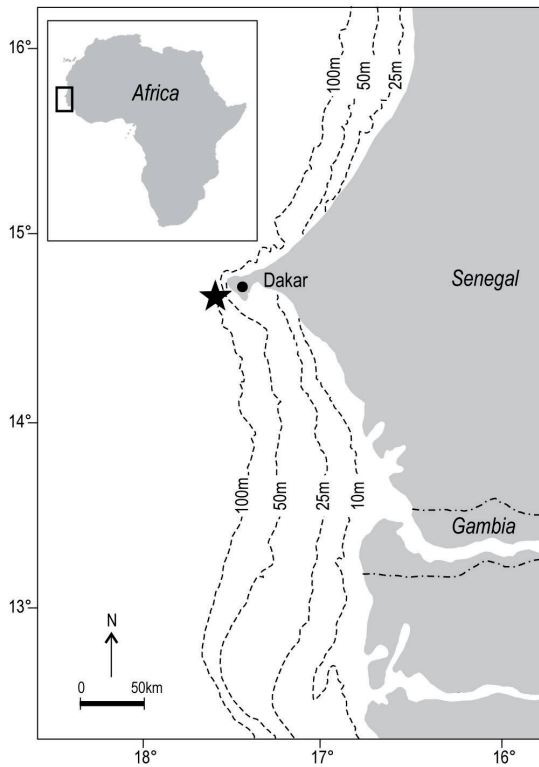 16°
100m
50m
25m
Africa
15°
Dakar
Senegal
14°
100m
50m
25m
10m
Gambia
13°
N
0 50km
18°
17°
16°